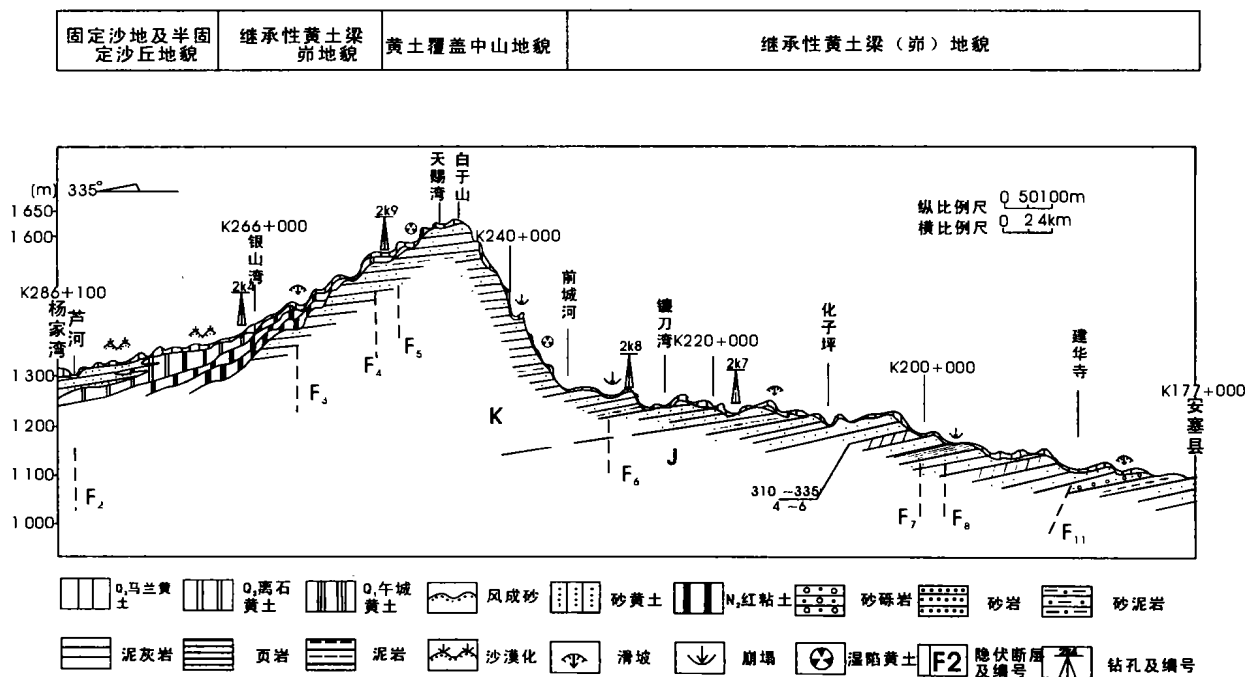 固定沙地及半固
定沙丘地貌
继承性黄土梁
峁地貌
黄土覆盖中山地貌
继承性黄土梁（峁）地貌
(m)
335°
1 650
1 600
1 300
1 200
1 100
1 000
K286+100
杨家湾
芦河
2k4
K266+000
银山湾
2k9
天赐湾
白于山
K240+000
前城河
2k8
镰刀湾
K220+000
2k7
化子坪
K200+000
建华寺
K177+000
安塞县
纵比例尺 0 50100m
横比例尺 0 2 4km
F₂
F₃
F₄
F₅
K
F₆
J
310 ~335
4 ~6
F₇
F₈
F₁₁
Q₃马兰黄
土
Q₂离石
黄土
Q₁午城
黄土
风成砂
砂黄土
N₂红粘土
砂砾岩
砂岩
砂泥岩
泥灰岩
页岩
泥岩
沙漠化
滑坡
崩塌
湿陷黄土
F2
隐伏断层
及编号
钻孔及编号